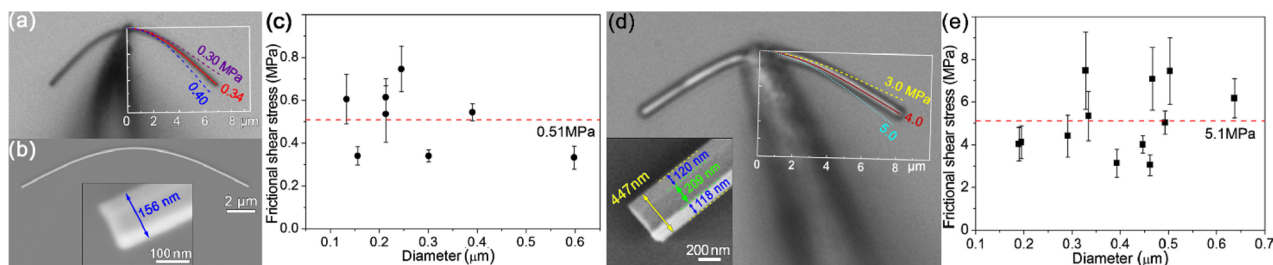 (a)
0.30 MPa
0.34
0.40
0 2 4 6 8 μm
(b)
156 nm
100 nm
2 μm
(c)
Frictional shear stress (MPa)
0.8
0.6
0.4
0.2
0.0
0.51MPa
0.0 0.1 0.2 0.3 0.4 0.5 0.6
Diameter (μm)
(d)
3.0 MPa
4.0
5.0
0 2 4 6 8
μm
447nm
120 nm
209 nm
118 nm
200 nm
(e)
Frictional shear stress (MPa)
10
8
6
4
2
0
5.1MPa
0.1 0.2 0.3 0.4 0.5 0.6 0.7
Diameter (μm)